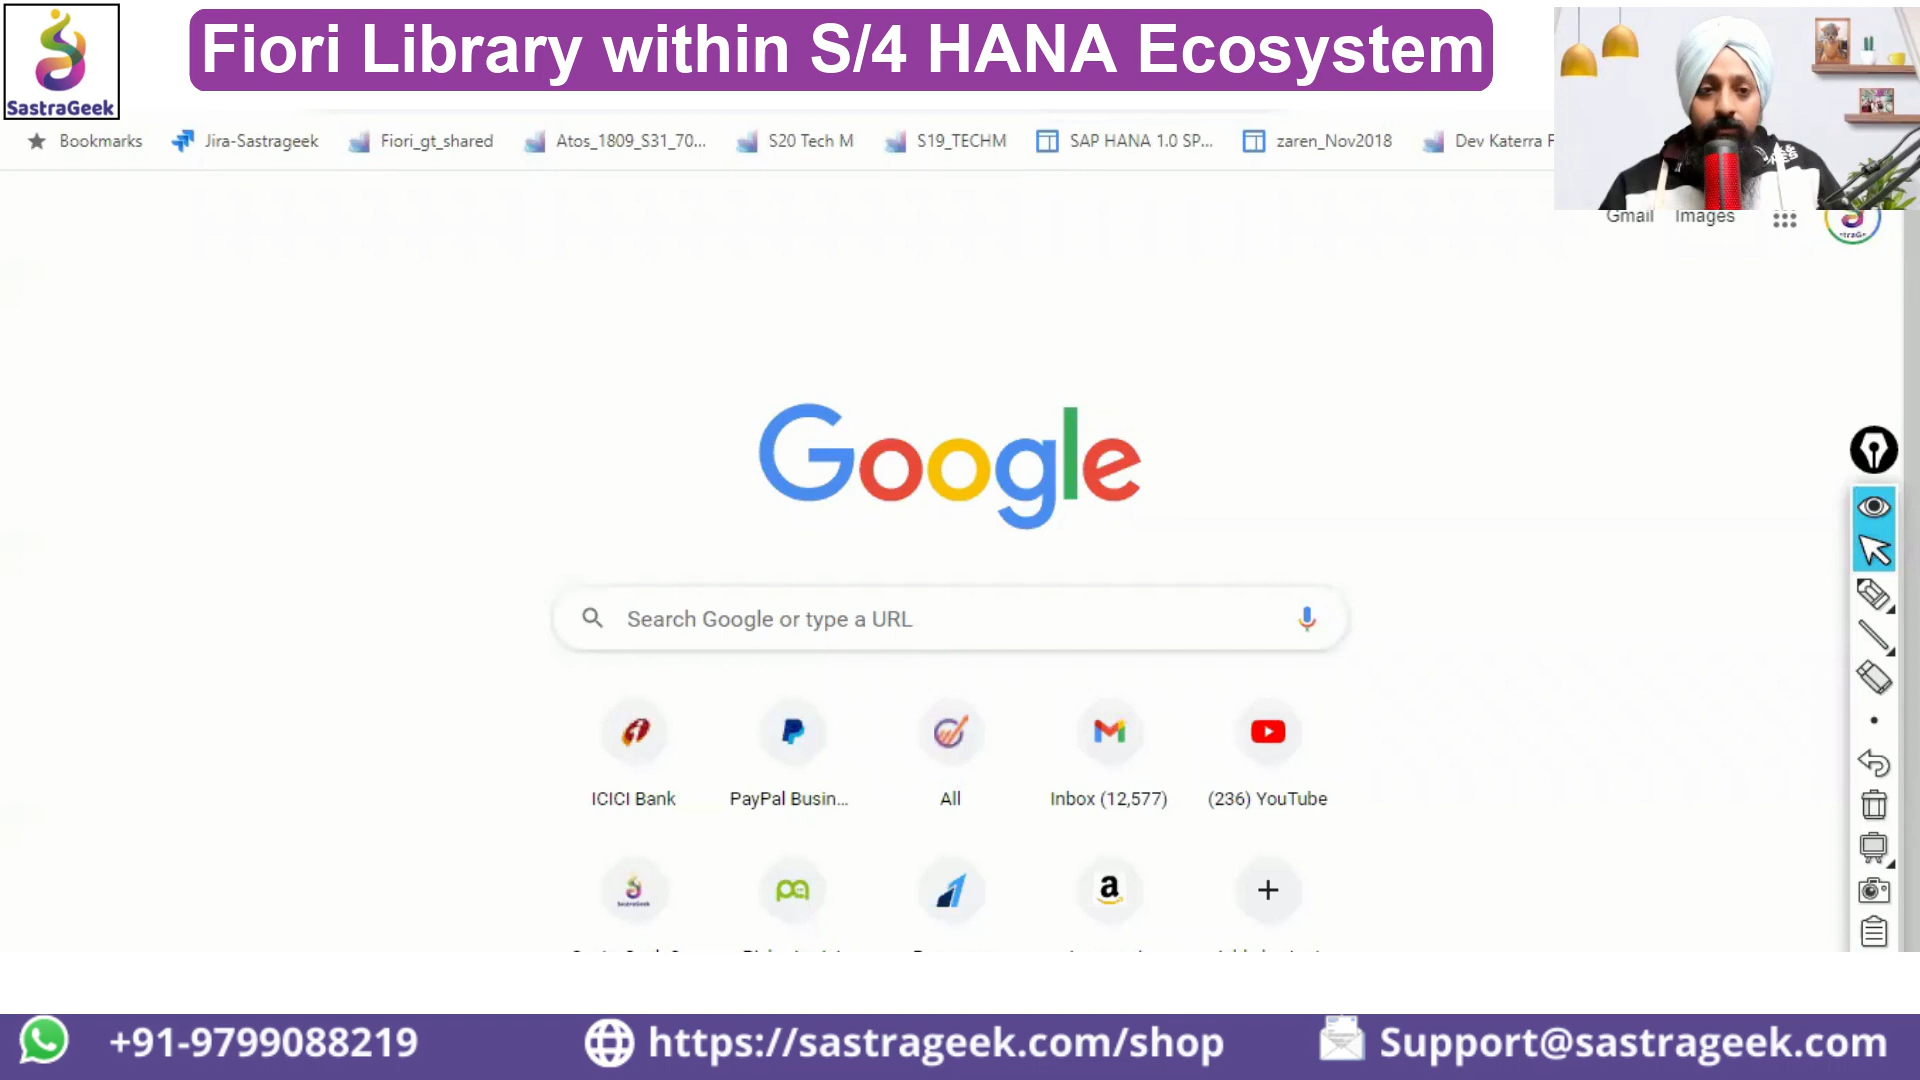 SastraGeek
Fiori Library within S/4 HANA Ecosystem
Bookmarks
Jira-Sastrageek
Fiori_gt_shared
Atos_1809_S31_70...
S20 Tech M
S19_TECHM
SAP HANA 1.0 SP...
zaren_Nov2018
Dev Katerra F
Gmail
Images
Google
Search Google or type a URL
ICICI Bank
PayPal Busin...
All
Inbox (12,577)
(236) YouTube
SastraGeek
+91-9799088219
https://sastrageek.com/shop
Support@sastrageek.com